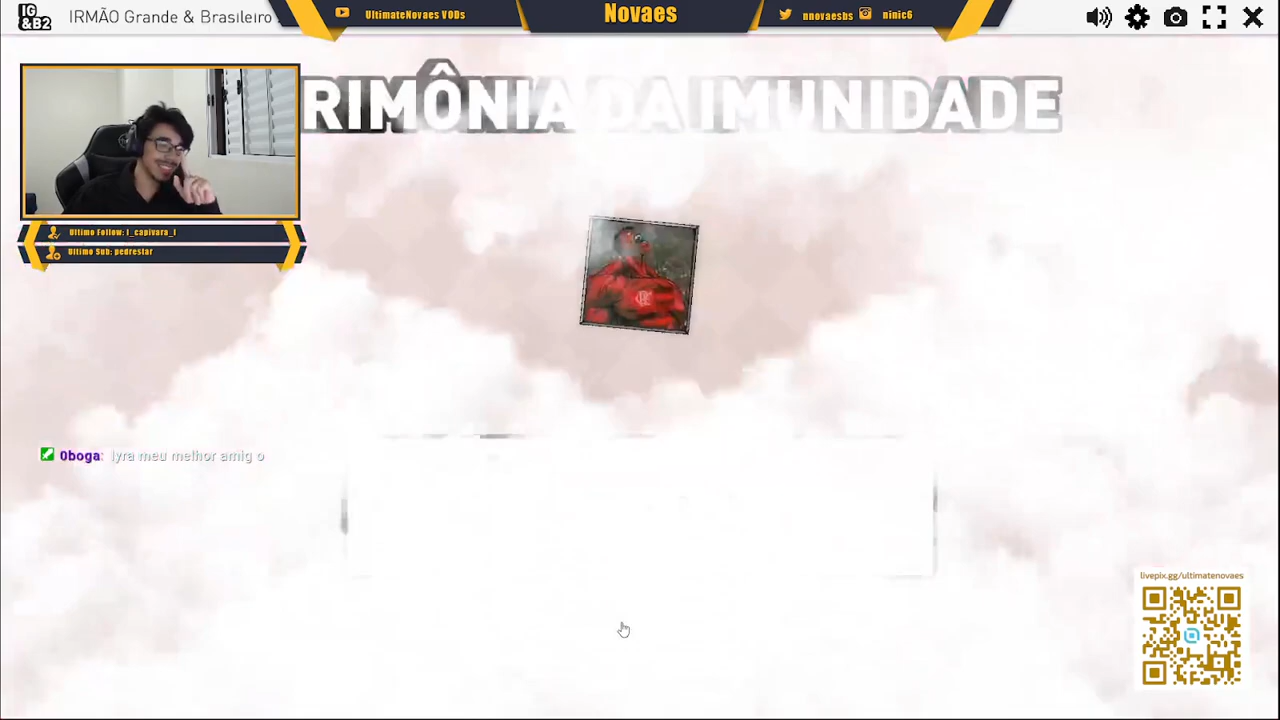 IG
&B2
IRMÃO Grande & Brasileiro
UltimateNovaes VODs
Novaes
nnovaesbs
ninic6
RIMÔNIA DA IMUNIDADE
Ultimo Follow: l_capivara_l
Ultimo Sub: pedrestar
0boga: lyra meu melhor amig o
livepix.gg/ultimatenovaes